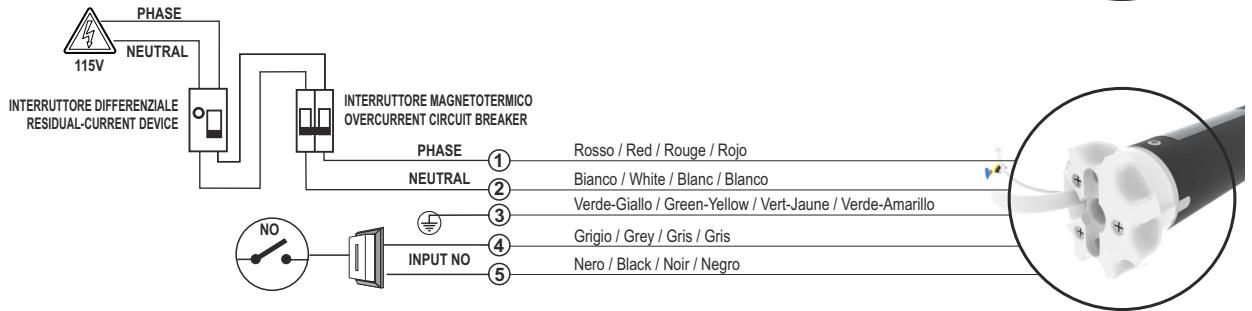 PHASE
NEUTRAL
115V
INTERRUTTORE DIFFERENZIALE
RESIDUAL-CURRENT DEVICE
INTERRUTTORE MAGNETOTERMICO
OVERCURRENT CIRCUIT BREAKER
PHASE 1 Rosso / Red / Rouge / Rojo
NEUTRAL 2 Bianco / White / Blanc / Blanco
3 Verde-Giallo / Green-Yellow / Vert-Jaune / Verde-Amarillo
NO
4 Grigio / Grey / Gris / Gris
INPUT NO
5 Nero / Black / Noir / Negro